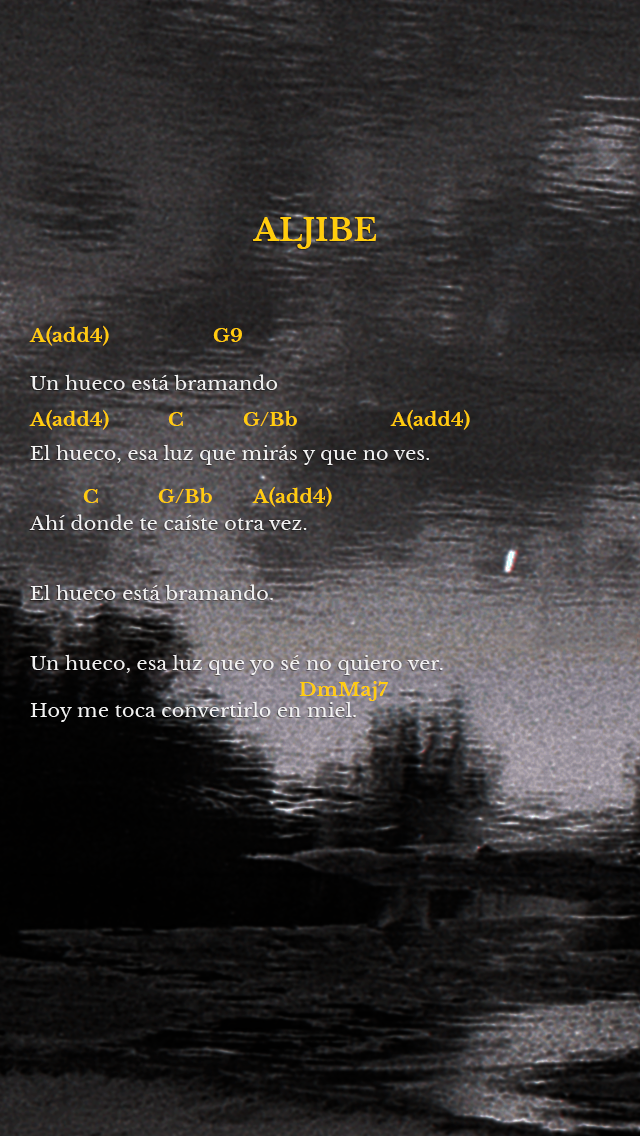 ALJIBE
A(add4) G9
Un hueco está bramando
A(add4) C G/Bb A(add4)
El hueco, esa luz que mirás y que no ves.
C G/Bb A(add4)
Ahí donde te caíste otra vez.
El hueco está bramando.
Un hueco, esa luz que yo sé no quiero ver.
DmMaj7
Hoy me toca convertirlo en miel.